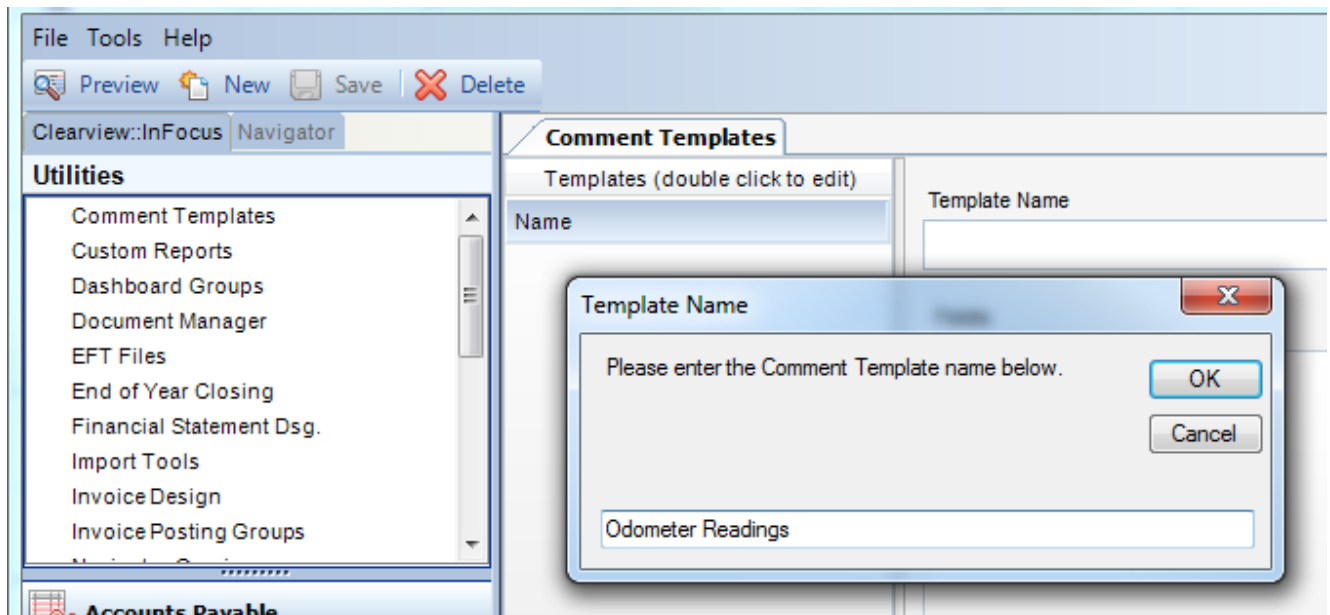 File Tools Help
Preview New Save Delete
Clearview::InFocus Navigator
Utilities
Comment Templates
Custom Reports
Dashboard Groups
Document Manager
EFT Files
End of Year Closing
Financial Statement Dsg.
Import Tools
Invoice Design
Invoice Posting Groups
Accounts Payable
Comment Templates
Templates (double click to edit)
Name
Template Name
Template Name
Please enter the Comment Template name below.
OK
Cancel
Odometer Readings